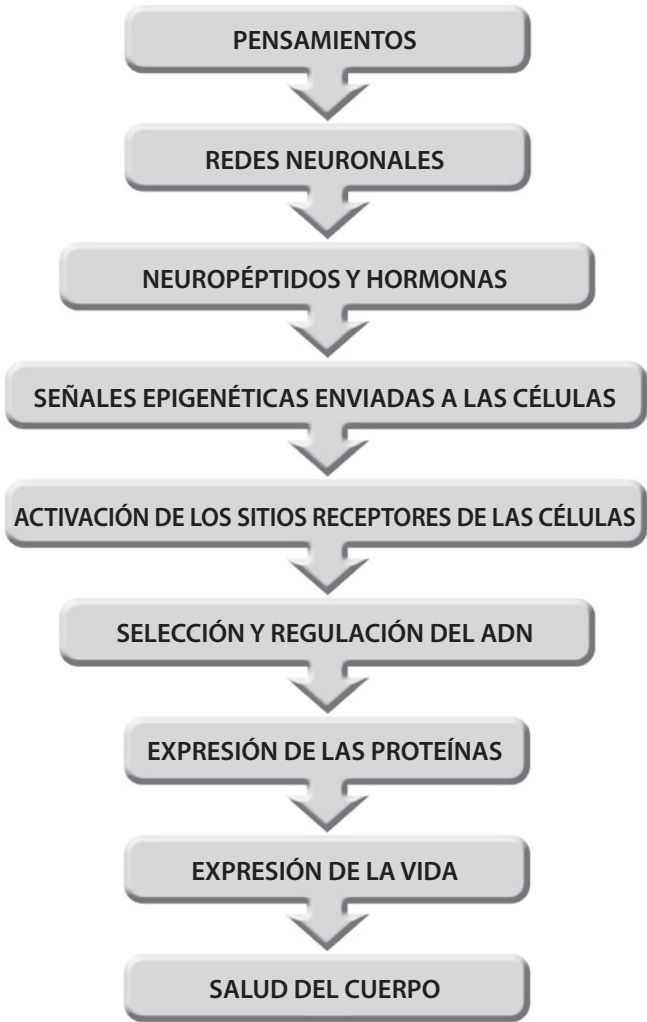 PENSAMIENTOS
REDES NEURONALES
NEUROPÉPTIDOS Y HORMONAS
SEÑALES EPIGENÉTICAS ENVIADAS A LAS CÉLULAS
ACTIVACIÓN DE LOS SITIOS RECEPTORES DE LAS CÉLULAS
SELECCIÓN Y REGULACIÓN DEL ADN
EXPRESIÓN DE LAS PROTEÍNAS
EXPRESIÓN DE LA VIDA
SALUD DEL CUERPO